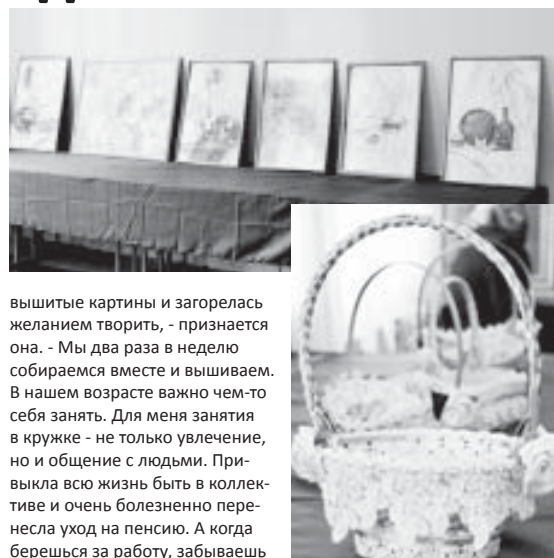 вышитые картины и загорелась
желанием творить, - признается
она. - Мы два раза в неделю
собираемся вместе и вышиваем.
В нашем возрасте важно чем-то
себя занять. Для меня занятия
в кружке - не только увлечение,
но и общение с людьми. При-
выкла всю жизнь быть в коллек-
тиве и очень болезненно пере-
несла уход на пенсию. А когда
берешься за работу, забываешь